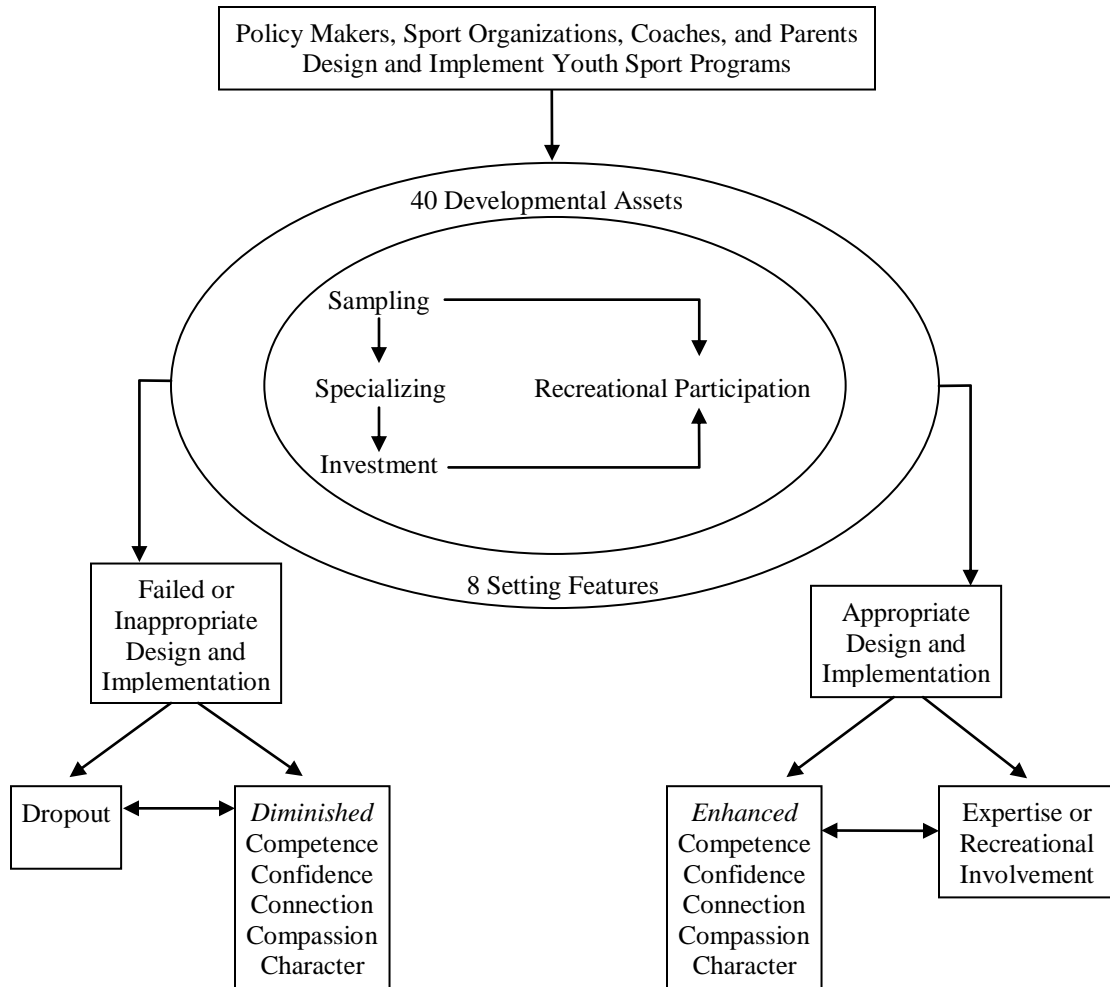 Policy Makers, Sport Organizations, Coaches, and Parents
Design and Implement Youth Sport Programs
40 Developmental Assets
Sampling
Specializing
Recreational Participation
Investment
8 Setting Features
Failed or
Inappropriate
Design and
Implementation
Appropriate
Design and
Implementation
Dropout
Diminished
Competence
Confidence
Connection
Compassion
Character
Enhanced
Competence
Confidence
Connection
Compassion
Character
Expertise or
Recreational
Involvement